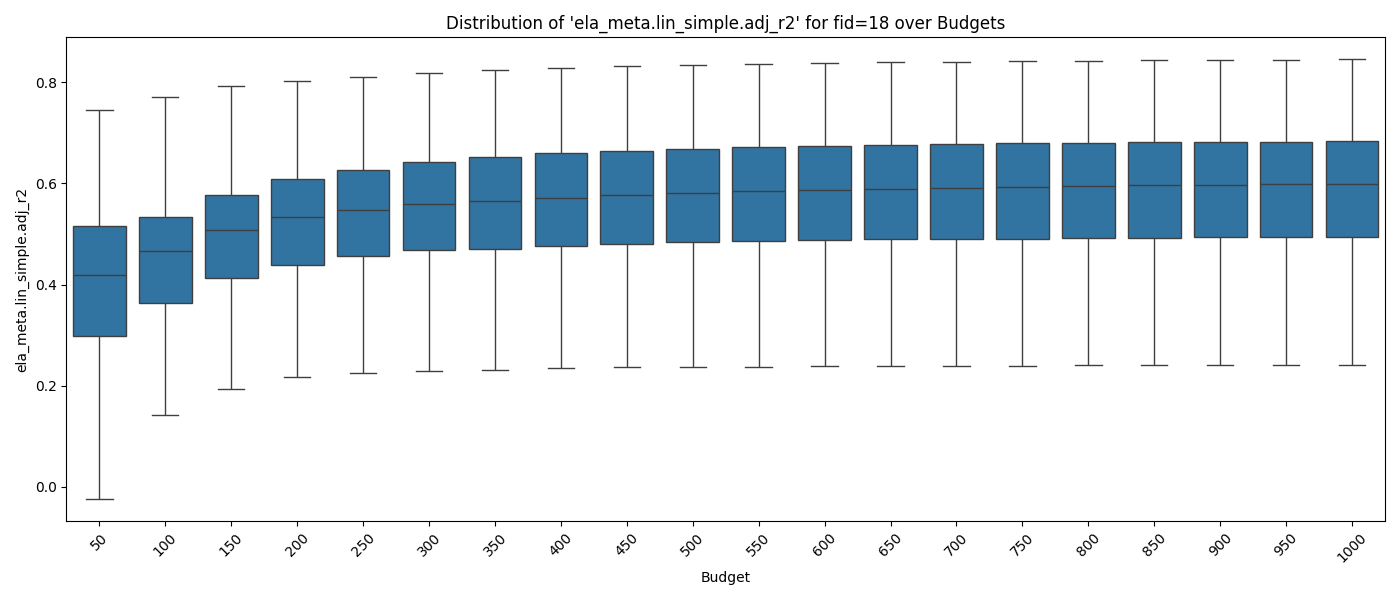 Distribution of 'ela_meta.lin_simple.adj_r2' for fid=18 over Budgets
ela_meta.lin_simple.adj_r2
0.8
0.6
0.4
0.2
0.0
50 100 150 200 250 300 350 400 450 500 550 600 650 700 750 800 850 900 950 1000
Budget